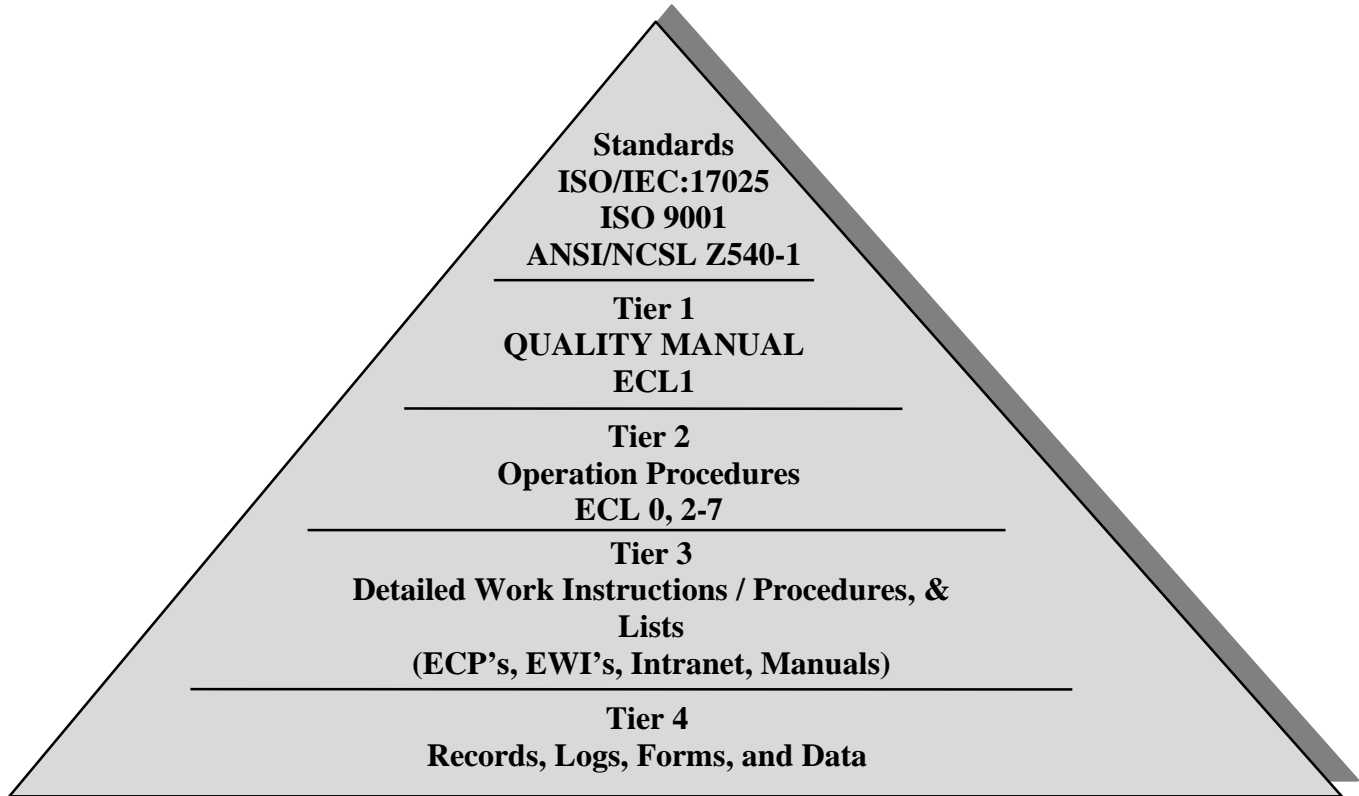 Standards
ISO/IEC:17025
ISO 9001
ANSI/NCSL Z540-1
Tier 1
QUALITY MANUAL
ECL1
Tier 2
Operation Procedures
ECL 0, 2-7
Tier 3
Detailed Work Instructions / Procedures, &
Lists
(ECP’s, EWI’s, Intranet, Manuals)
Tier 4
Records, Logs, Forms, and Data